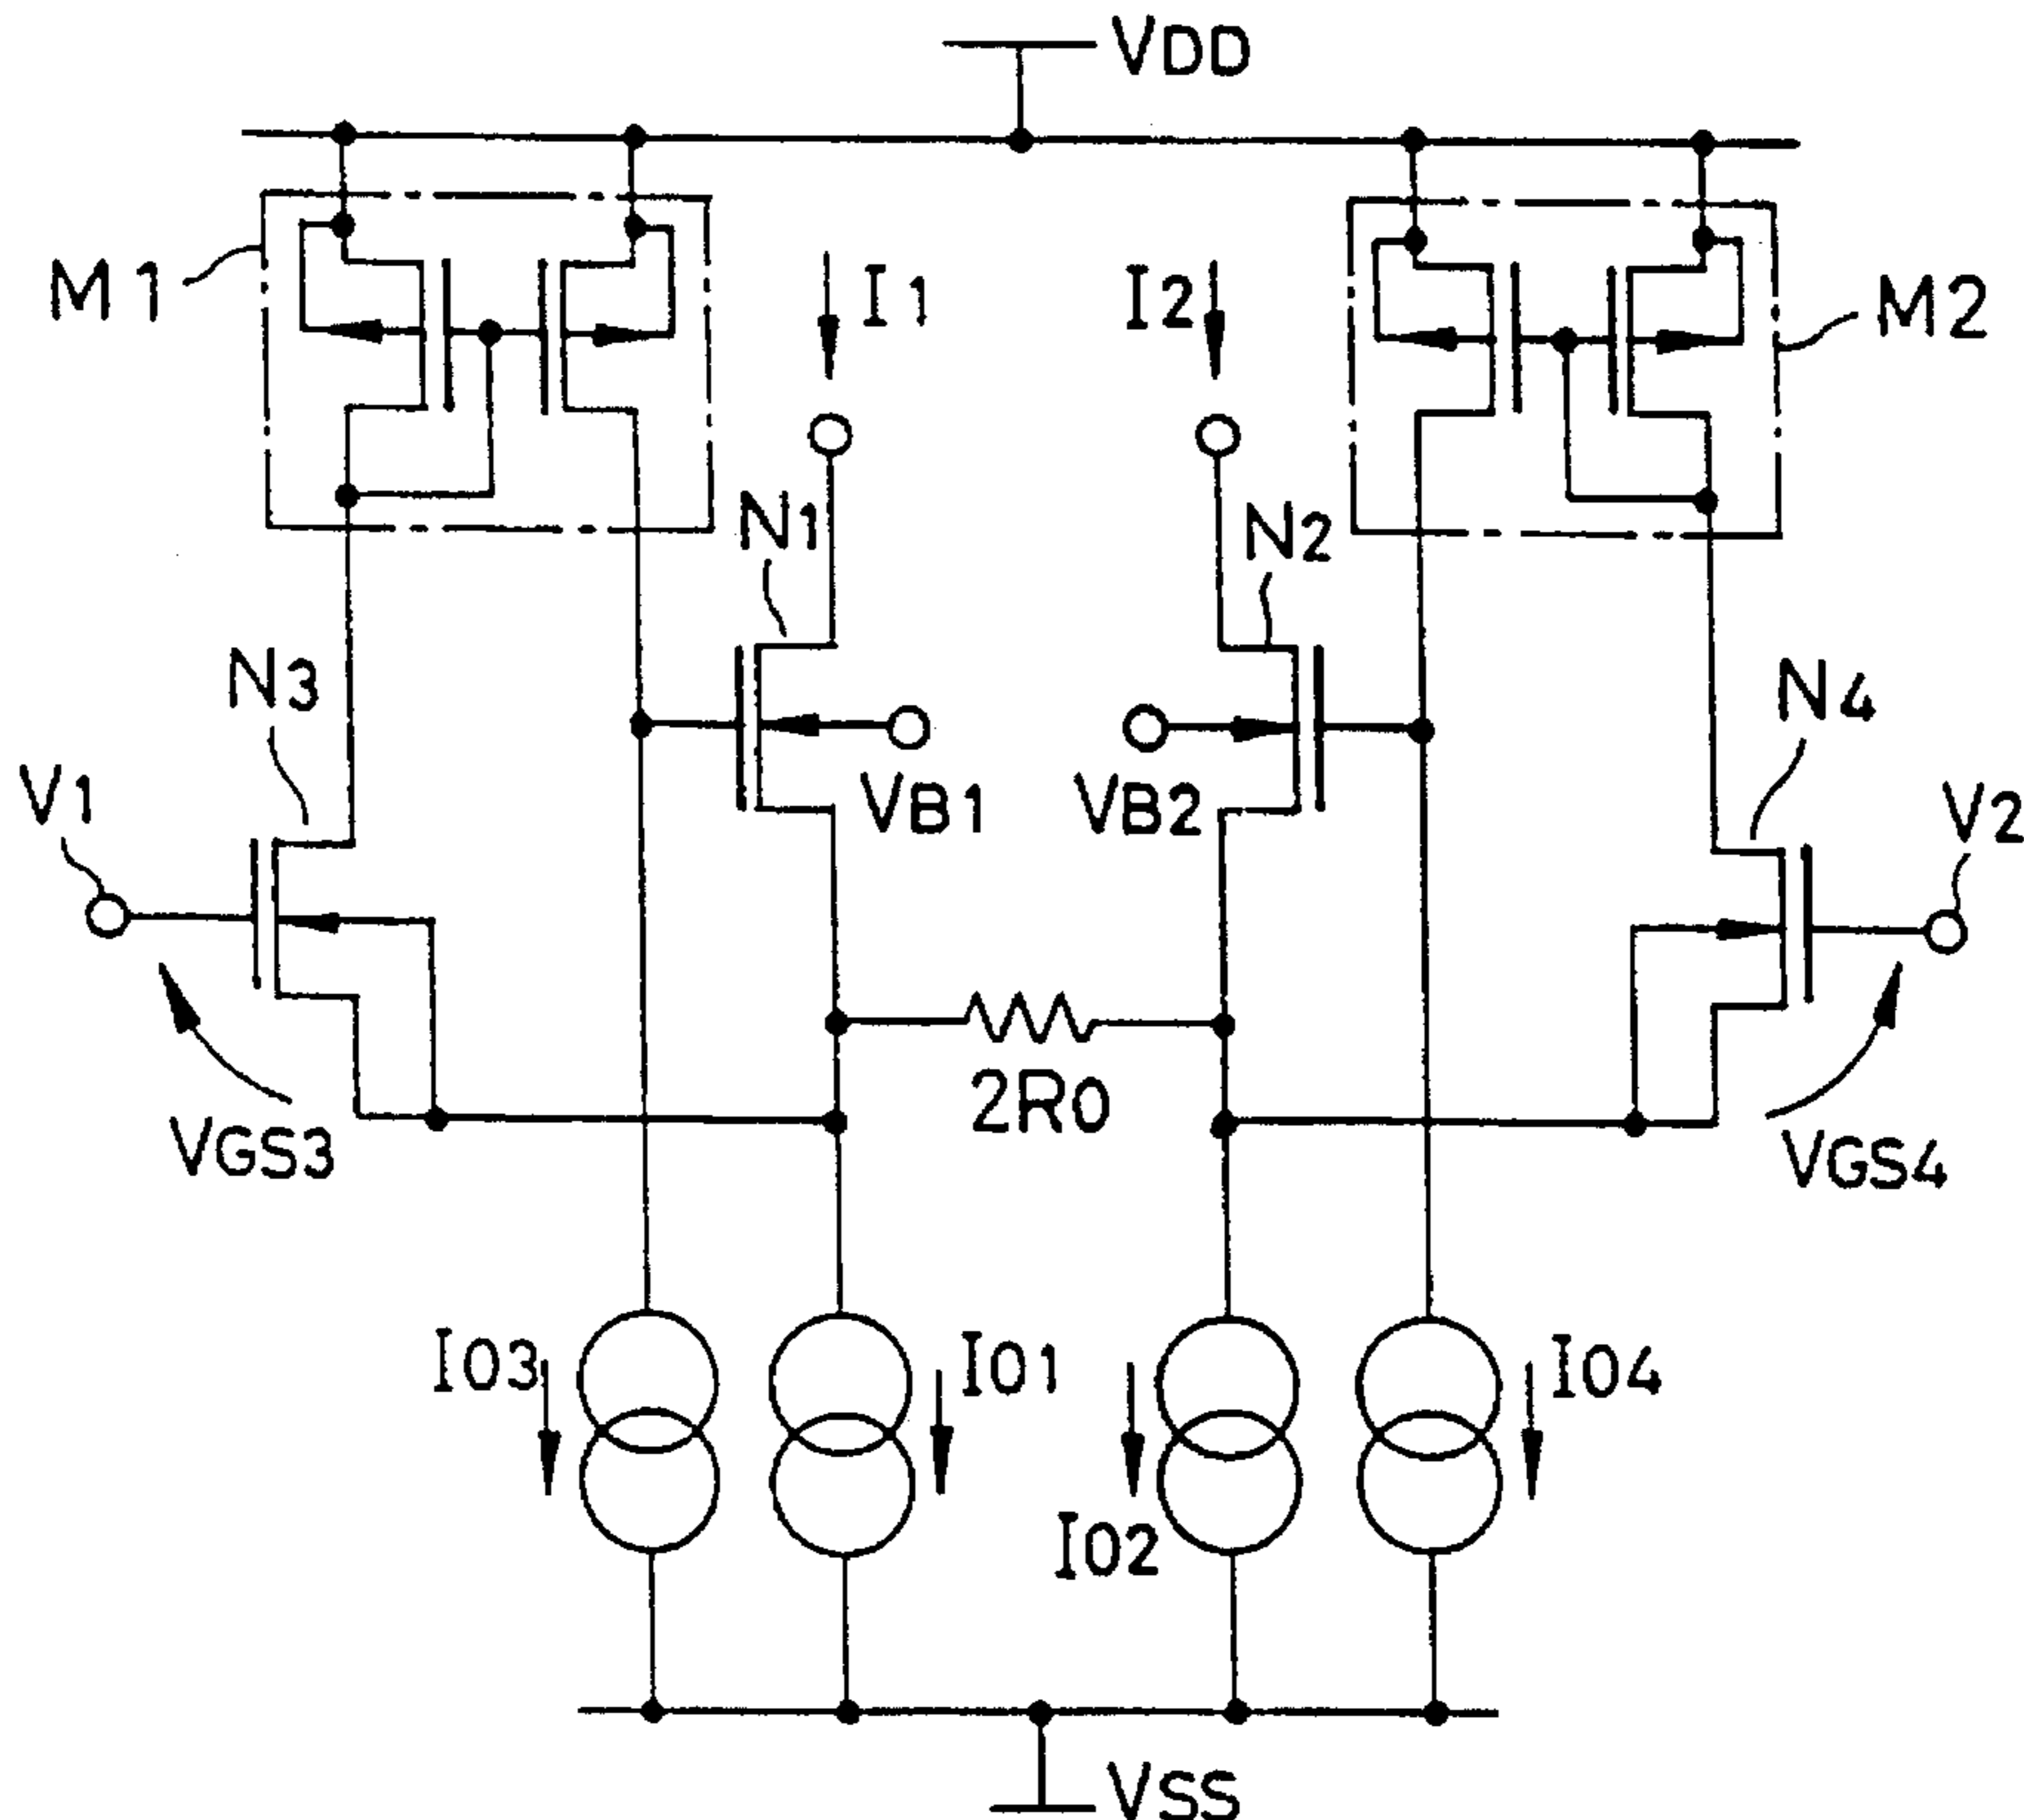 VDD
M1
I1
I2
M2
N1
N2
N3
N4
V1
VB1
VB2
V2
2R0
VGS3
VGS4
I03
I01
I04
I02
VSS